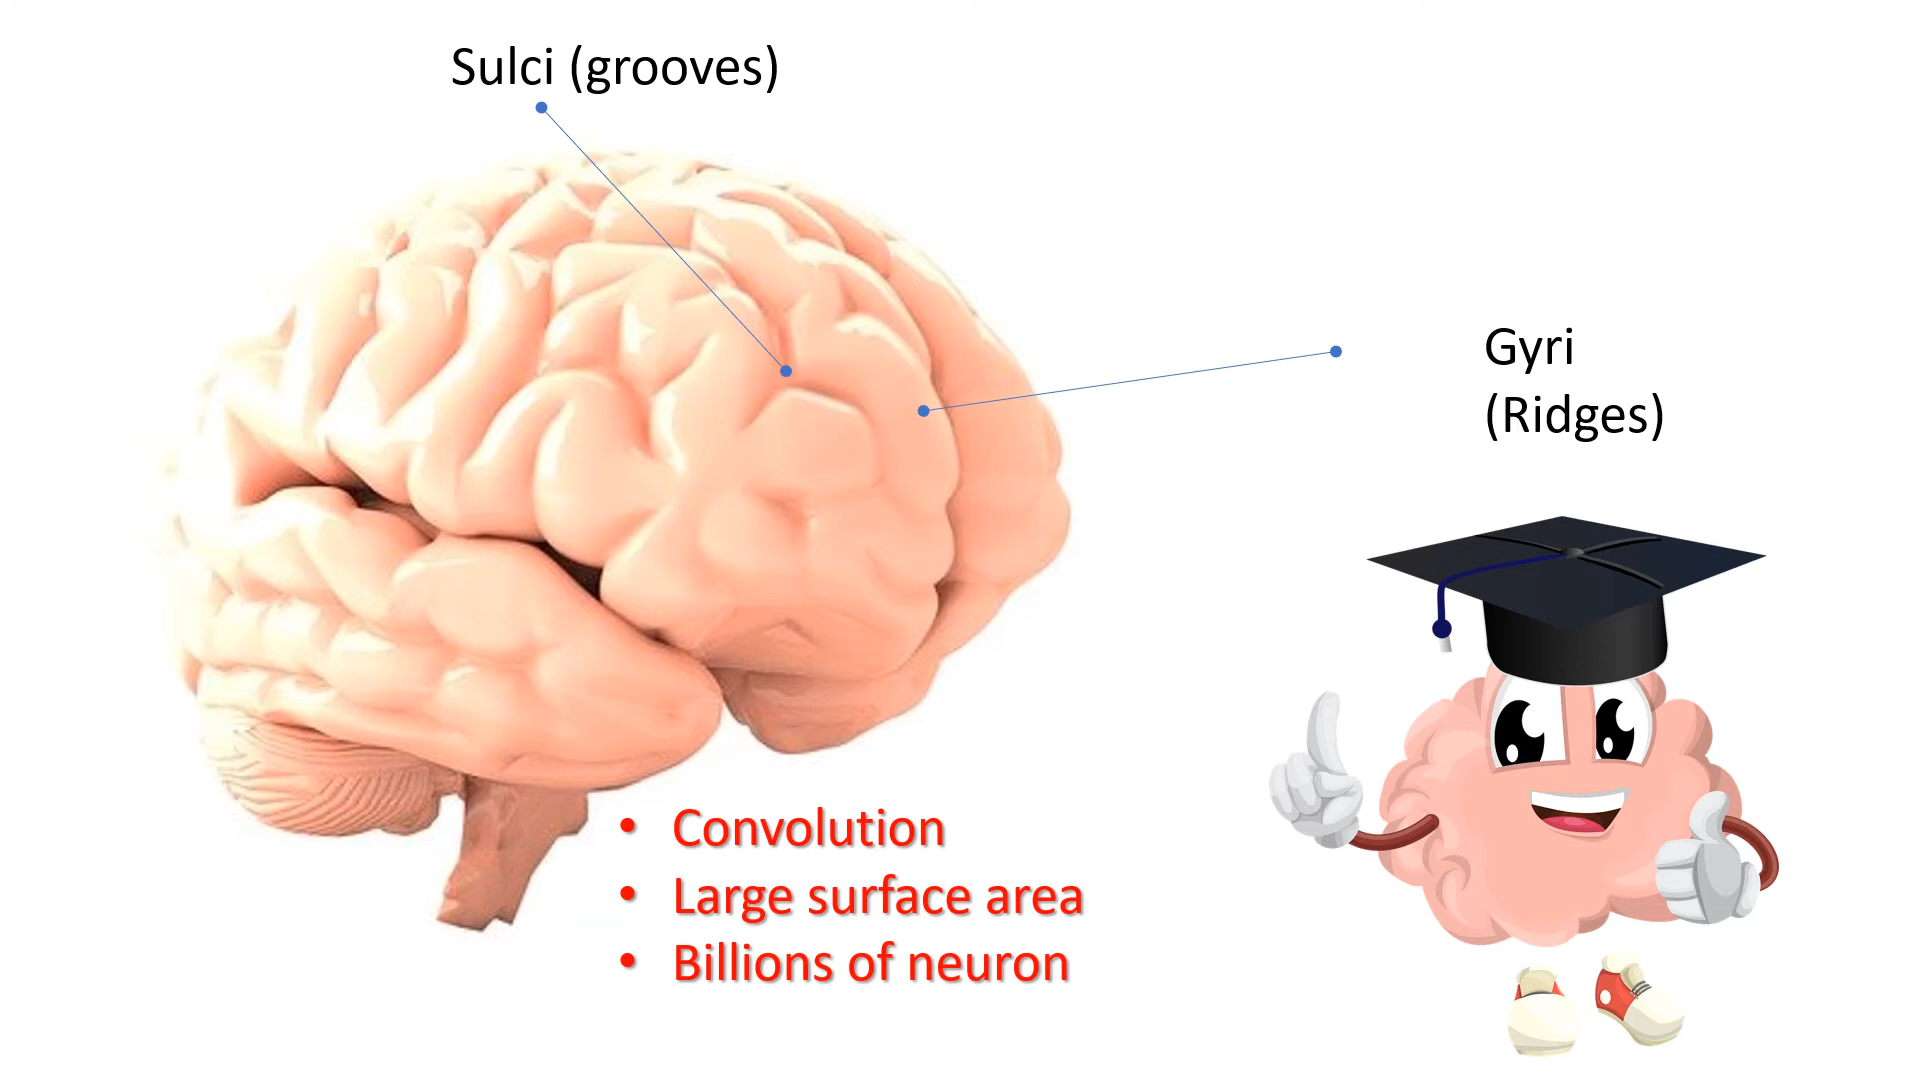 Sulci (grooves)
Gyri
(Ridges)
• Convolution
• Large surface area
• Billions of neuron